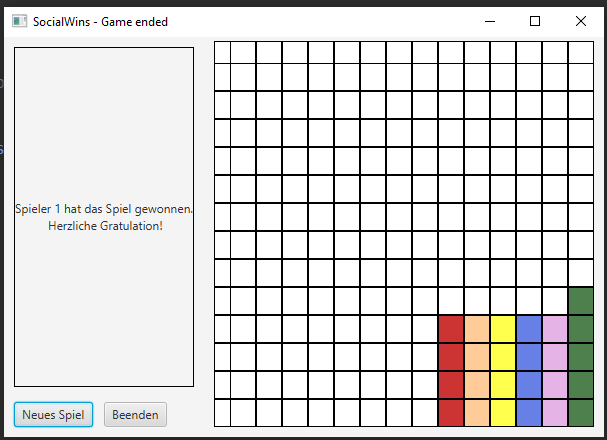 SocialWins - Game ended
Spieler 1 hat das Spiel gewonnen.
Herzliche Gratulation!
Neues Spiel
Beenden